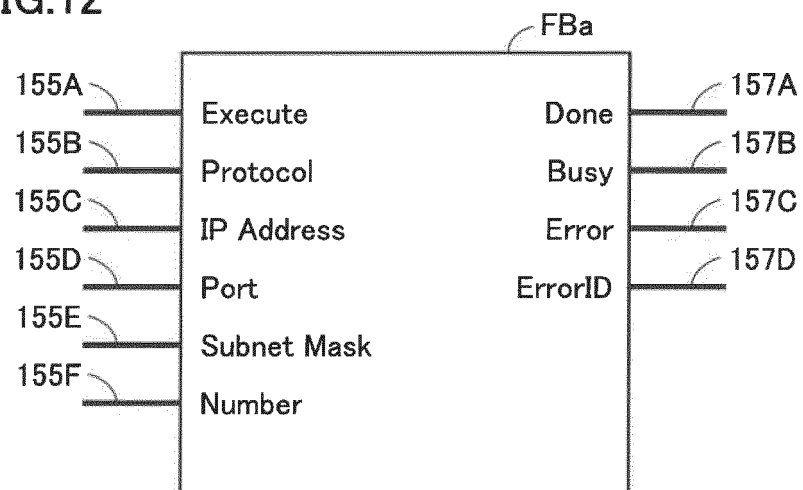 FIG.12
FBa
155A Execute Done 157A
155B Protocol Busy 157B
155C IP Address Error 157C
155D Port ErrorID 157D
155E Subnet Mask
155F Number